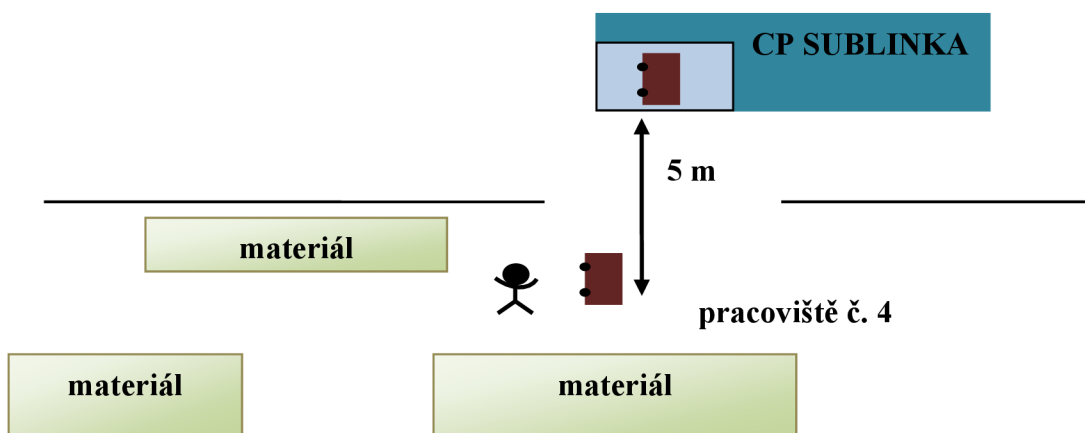 CP SUBLINKA
5 m
materiál
pracoviště č. 4
materiál
materiál